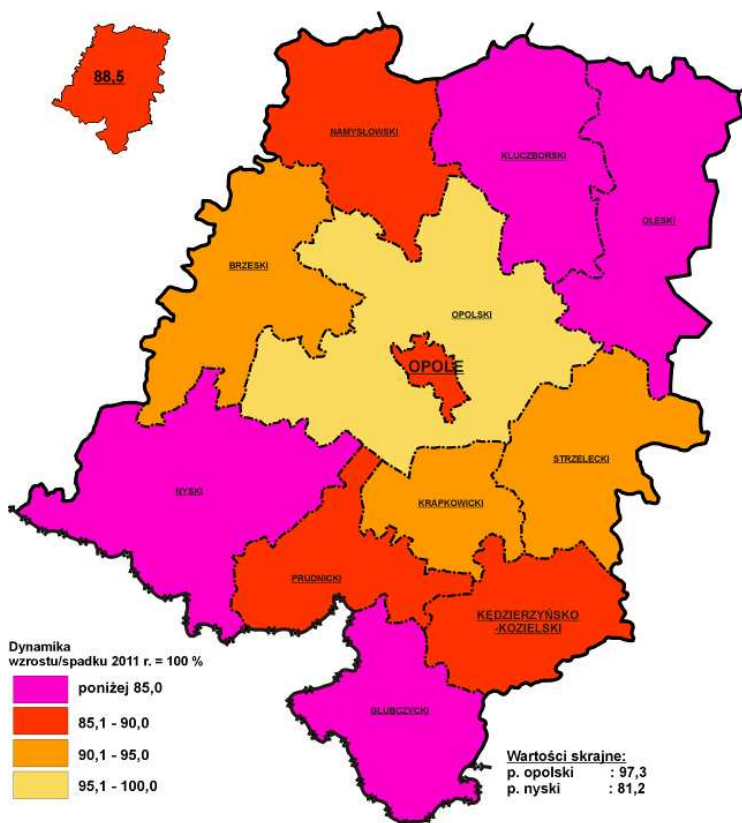 88,5
NAMYSŁOWSKI
KLUCZBORSKI
OLESKI
BRZESKI
OPOLSKI
OPOLE
STRZELECKI
NYSKI
KRAPKOWICKI
PRUDNICKI
KĘDZIERZYŃSKO
-KOZIELSKI
GŁUBCZYCKI
Dynamika
wzrostu/spadku 2011 r. = 100 %
poniżej 85,0
85,1 - 90,0
90,1 - 95,0
95,1 - 100,0
Wartości skrajne:
p. opolski : 97,3
p. nyski : 81,2